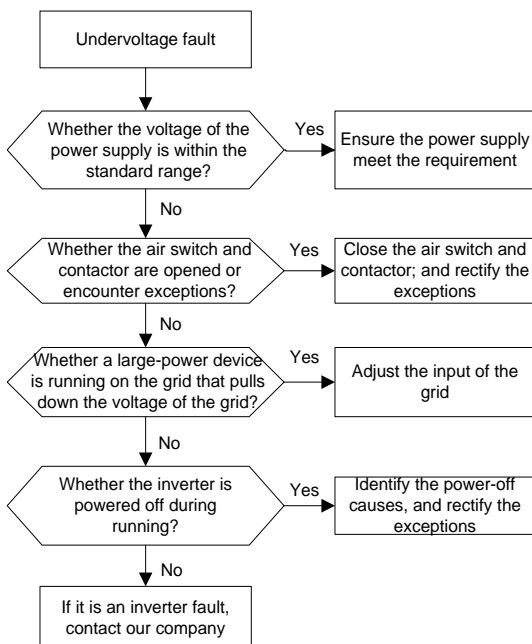 Undervoltage fault
Whether the voltage of the
power supply is within the
standard range?
Yes
Ensure the power supply
meet the requirement
No
Whether the air switch and
contactor are opened or
encounter exceptions?
Yes
Close the air switch and
contactor; and rectify the
exceptions
No
Whether a large-power device
is running on the grid that pulls
down the voltage of the grid?
Yes
Adjust the input of the
grid
No
Whether the inverter is
powered off during
running?
Yes
Identify the power-off
causes, and rectify the
exceptions
No
If it is an inverter fault,
contact our company